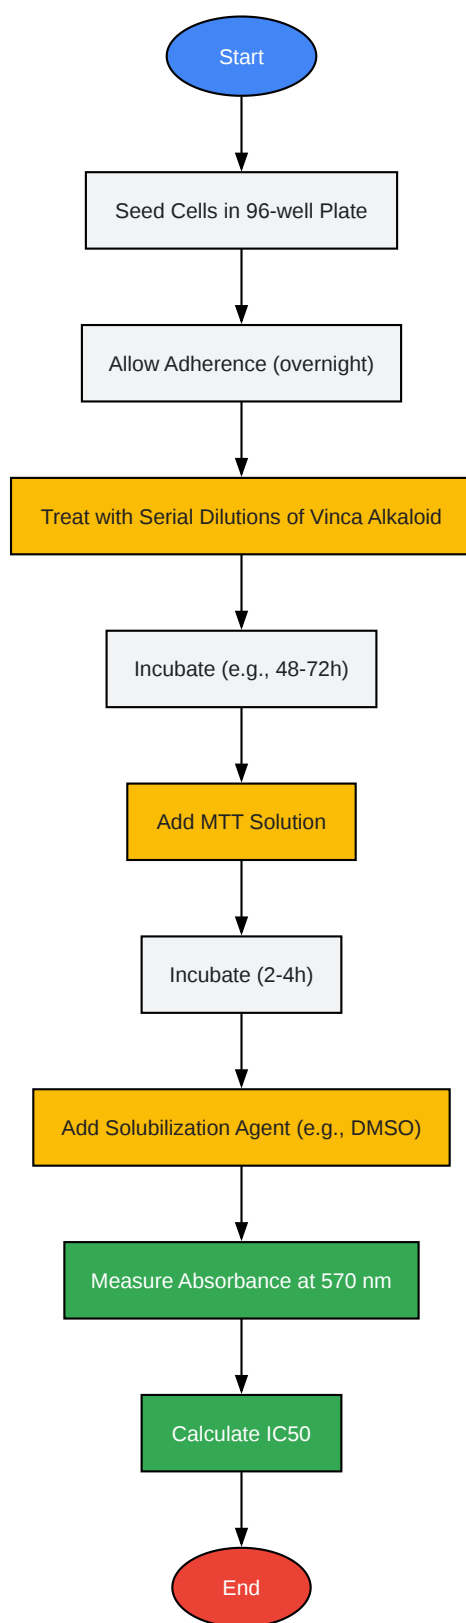 Start
Seed Cells in 96-well Plate
Allow Adherence (overnight)
Treat with Serial Dilutions of Vinca Alkaloid
Incubate (e.g., 48-72h)
Add MTT Solution
Incubate (2-4h)
Add Solubilization Agent (e.g., DMSO)
Measure Absorbance at 570 nm
Calculate IC50
End